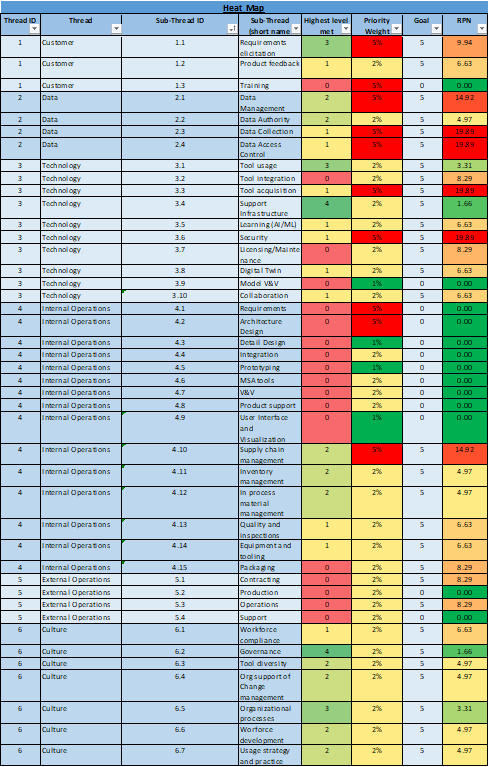 Heat Map
Thread ID Thread Sub-Thread ID Sub-Thread (short name Highest level met Priority Weight Goal RPN
1 Customer 1.1 Requirements elicitation 3 5% 5 9.94
1 Customer 1.2 Product feedback 1 2% 5 6.63
1 Customer 1.3 Training 0 5% 0 0.00
2 Data 2.1 Data Management 2 5% 5 14.92
2 Data 2.2 Data Authority 2 2% 5 4.97
2 Data 2.3 Data Collection 1 5% 5 19.89
2 Data 2.4 Data Access Control 1 5% 5 19.89
3 Technology 3.1 Tool usage 3 2% 5 3.31
3 Technology 3.2 Tool integration 0 2% 5 8.29
3 Technology 3.3 Tool acquisition 1 5% 5 19.89
3 Technology 3.4 Support Infrastructure 4 2% 5 1.66
3 Technology 3.5 Learning (AI/ML) 1 2% 5 6.63
3 Technology 3.6 Security 1 5% 5 19.89
3 Technology 3.7 Licensing/Mainte nance 0 2% 5 8.29
3 Technology 3.8 Digital Twin 1 2% 5 6.63
3 Technology 3.9 Model V&V 0 1% 0 0.00
3 Technology 3.10 Collaboration 1 2% 5 6.63
4 Internal Operations 4.1 Requirements 0 5% 0 0.00
4 Internal Operations 4.2 Architecture Design 0 5% 0 0.00
4 Internal Operations 4.3 Detail Design 0 1% 0 0.00
4 Internal Operations 4.4 Integration 0 2% 0 0.00
4 Internal Operations 4.5 Prototyping 0 1% 0 0.00
4 Internal Operations 4.6 MSA tools 0 2% 0 0.00
4 Internal Operations 4.7 V&V 0 2% 0 0.00
4 Internal Operations 4.8 Product support 0 2% 0 0.00
4 Internal Operations 4.9 User Interface and Visualization 0 1% 0 0.00
4 Internal Operations 4.10 Supply chain management 2 5% 5 14.92
4 Internal Operations 4.11 Inventory management 2 2% 5 4.97
4 Internal Operations 4.12 In process material management 2 2% 5 4.97
4 Internal Operations 4.13 Quality and inspections 1 2% 5 6.63
4 Internal Operations 4.14 Equipment and tooling 1 2% 5 6.63
4 Internal Operations 4.15 Packaging 0 2% 5 8.29
5 External Operations 5.1 Contracting 0 2% 5 8.29
5 External Operations 5.2 Production 0 2% 0 0.00
5 External Operations 5.3 Operations 0 2% 5 8.29
5 External Operations 5.4 Support 0 2% 0 0.00
6 Culture 6.1 Workforce compliance 1 2% 5 6.63
6 Culture 6.2 Governance 4 2% 5 1.66
6 Culture 6.3 Tool diversity 2 2% 5 4.97
6 Culture 6.4 Org support of Change management 2 2% 5 4.97
6 Culture 6.5 Organizational processes 3 2% 5 3.31
6 Culture 6.6 Worforce development 2 2% 5 4.97
6 Culture 6.7 Usage strategy and practice 2 2% 5 4.97